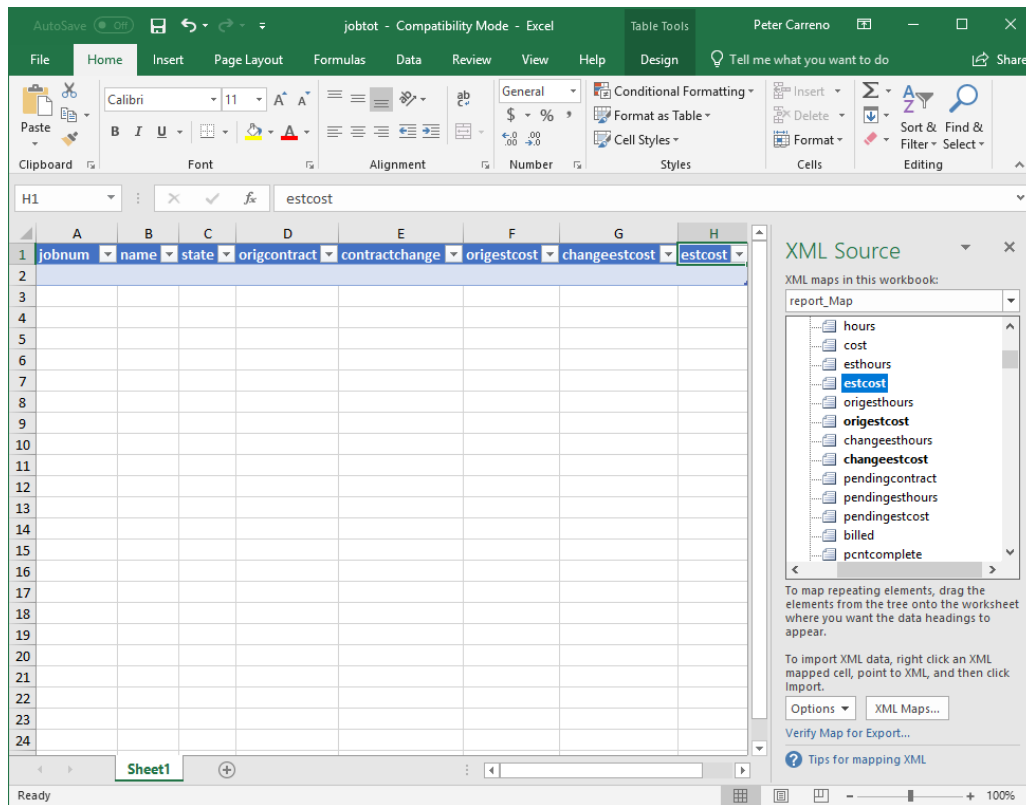 AutoSave Off jobtot - Compatibility Mode - Excel Table Tools Peter Carreno
File Home Insert Page Layout Formulas Data Review View Help Design Tell me what you want to do Share
Paste
Calibri 11 A A
B I U A
ab
General
$ % ,
.0 .00
.00 .0
Conditional Formatting
Format as Table
Cell Styles
Insert
Delete
Format
Σ
A Z
Sort & Filter
Find & Select
Clipboard Font Alignment Number Styles Cells Editing
H1 fx estcost
A B C D E F G H
1 jobnum name state origcontract contractchange origestcost changeestcost estcost
2
3
4
5
6
7
8
9
10
11
12
13
14
15
16
17
18
19
20
21
22
23
24
XML Source
XML maps in this workbook:
report_Map
hours
cost
esthours
estcost
origesthours
origestcost
changeesthours
changeestcost
pendingcontract
pendingesthours
pendingestcost
billed
pcntcomplete
To map repeating elements, drag the
elements from the tree onto the worksheet
where you want the data headings to
appear.
To import XML data, right click an XML
mapped cell, point to XML, and then click
Import.
Options XML Maps...
Verify Map for Export...
? Tips for mapping XML
Sheet1
Ready 100%